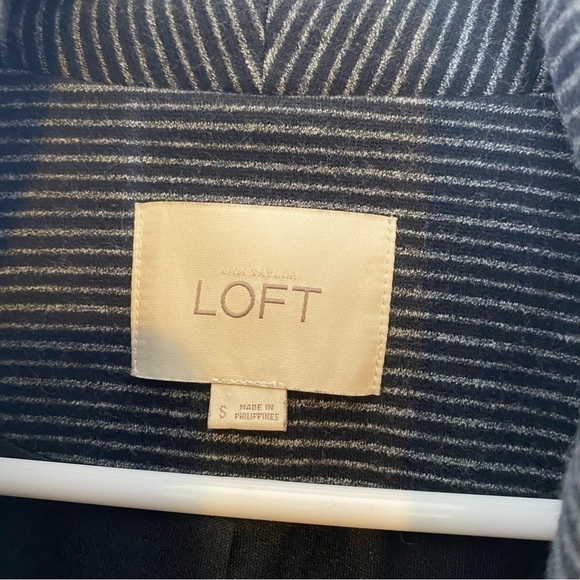 ANN TAYLOR
LOFT
S
MADE IN
PHILIPPINES